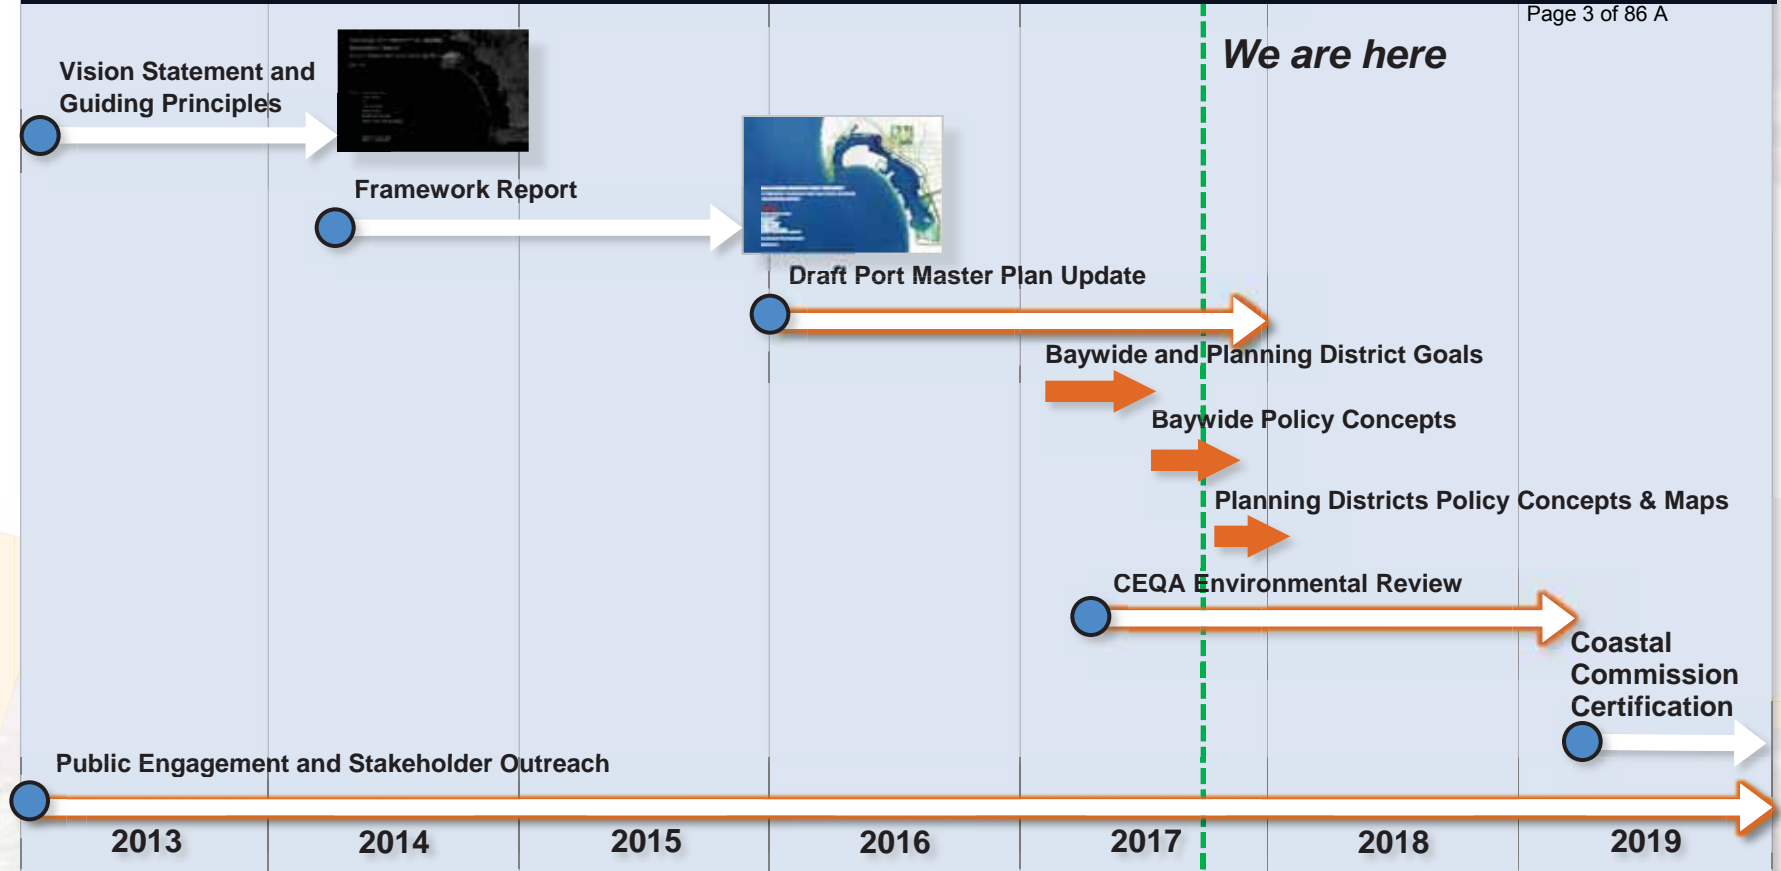 Page 3 of 86 A
We are here
Vision Statement and
Guiding Principles
Framework Report
Draft Port Master Plan Update
Baywide and Planning District Goals
Baywide Policy Concepts
Planning Districts Policy Concepts & Maps
CEQA Environmental Review
Coastal
Commission
Certification
Public Engagement and Stakeholder Outreach
2013
2014
2015
2016
2017
2018
2019